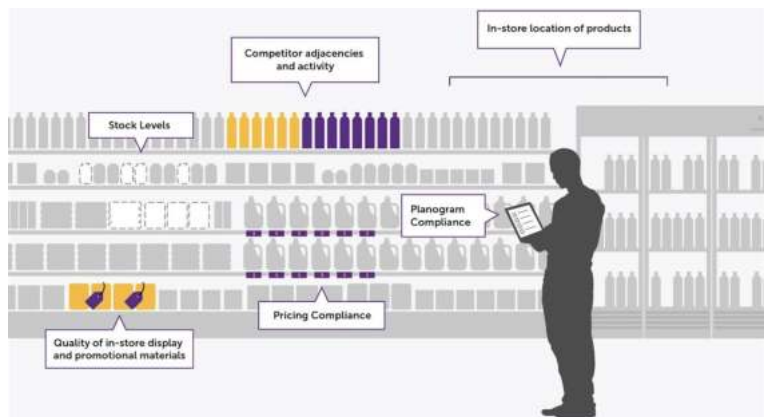 In-store location of products
Competitor adjacencies
and activity
Stock Levels
Planogram
Compliance
Pricing Compliance
Quality of in-store display
and promotional materials